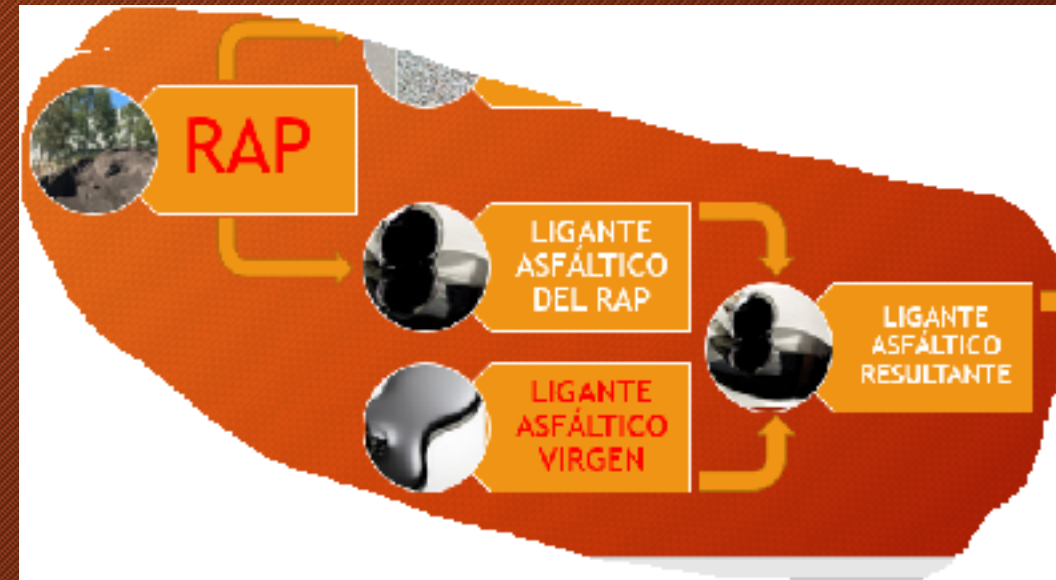 RAP
LIGANTE
ASFÁLTICO
DEL RAP
LIGANTE
ASFÁLTICO
VIRGEN
LIGANTE
ASFÁLTICO
RESULTANTE